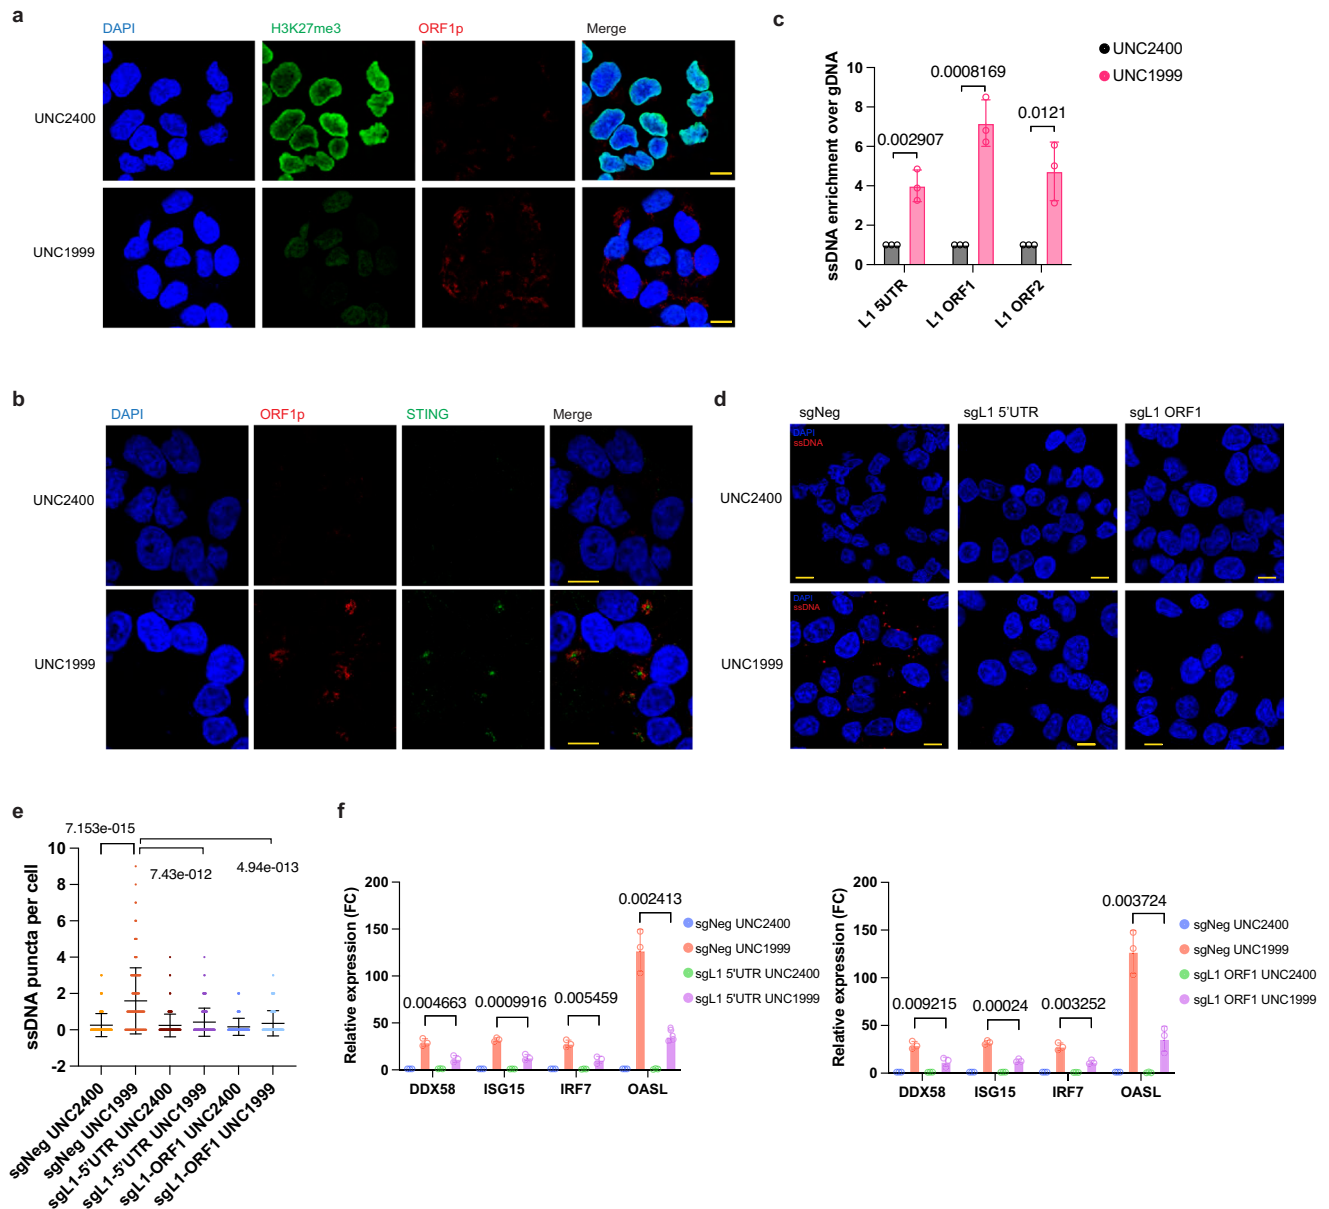 a
DAPI H3K27me3 ORF1p Merge
UNC2400
UNC1999
c
UNC2400
UNC1999
ssDNA enrichment over gDNA
10
8
6
4
2
0
0.002907
0.0008169
0.0121
L1 5UTR
L1 ORF1
L1 ORF2
b
DAPI ORF1p STING Merge
UNC2400
UNC1999
d
sgNeg sgL1 5'UTR sgL1 ORF1
DAPI
ssDNA
UNC2400
DAPI
ssDNA
UNC1999
e
ssDNA puncta per cell
10
8
6
4
2
0
-2
7.153e-015
7.43e-012
4.94e-013
sgNeg UNC2400
sgNeg UNC1999
sgL1-5'UTR UNC2400
sgL1-5'UTR UNC1999
sgL1-ORF1 UNC2400
sgL1-ORF1 UNC1999
f
Relative expression (FC)
200
150
100
50
0
0.004663
0.0009916
0.005459
0.002413
DDX58 ISG15 IRF7 OASL
sgNeg UNC2400
sgNeg UNC1999
sgL1 5'UTR UNC2400
sgL1 5'UTR UNC1999
Relative expression (FC)
200
150
100
50
0
0.009215
0.00024
0.003252
0.003724
DDX58 ISG15 IRF7 OASL
sgNeg UNC2400
sgNeg UNC1999
sgL1 ORF1 UNC2400
sgL1 ORF1 UNC1999